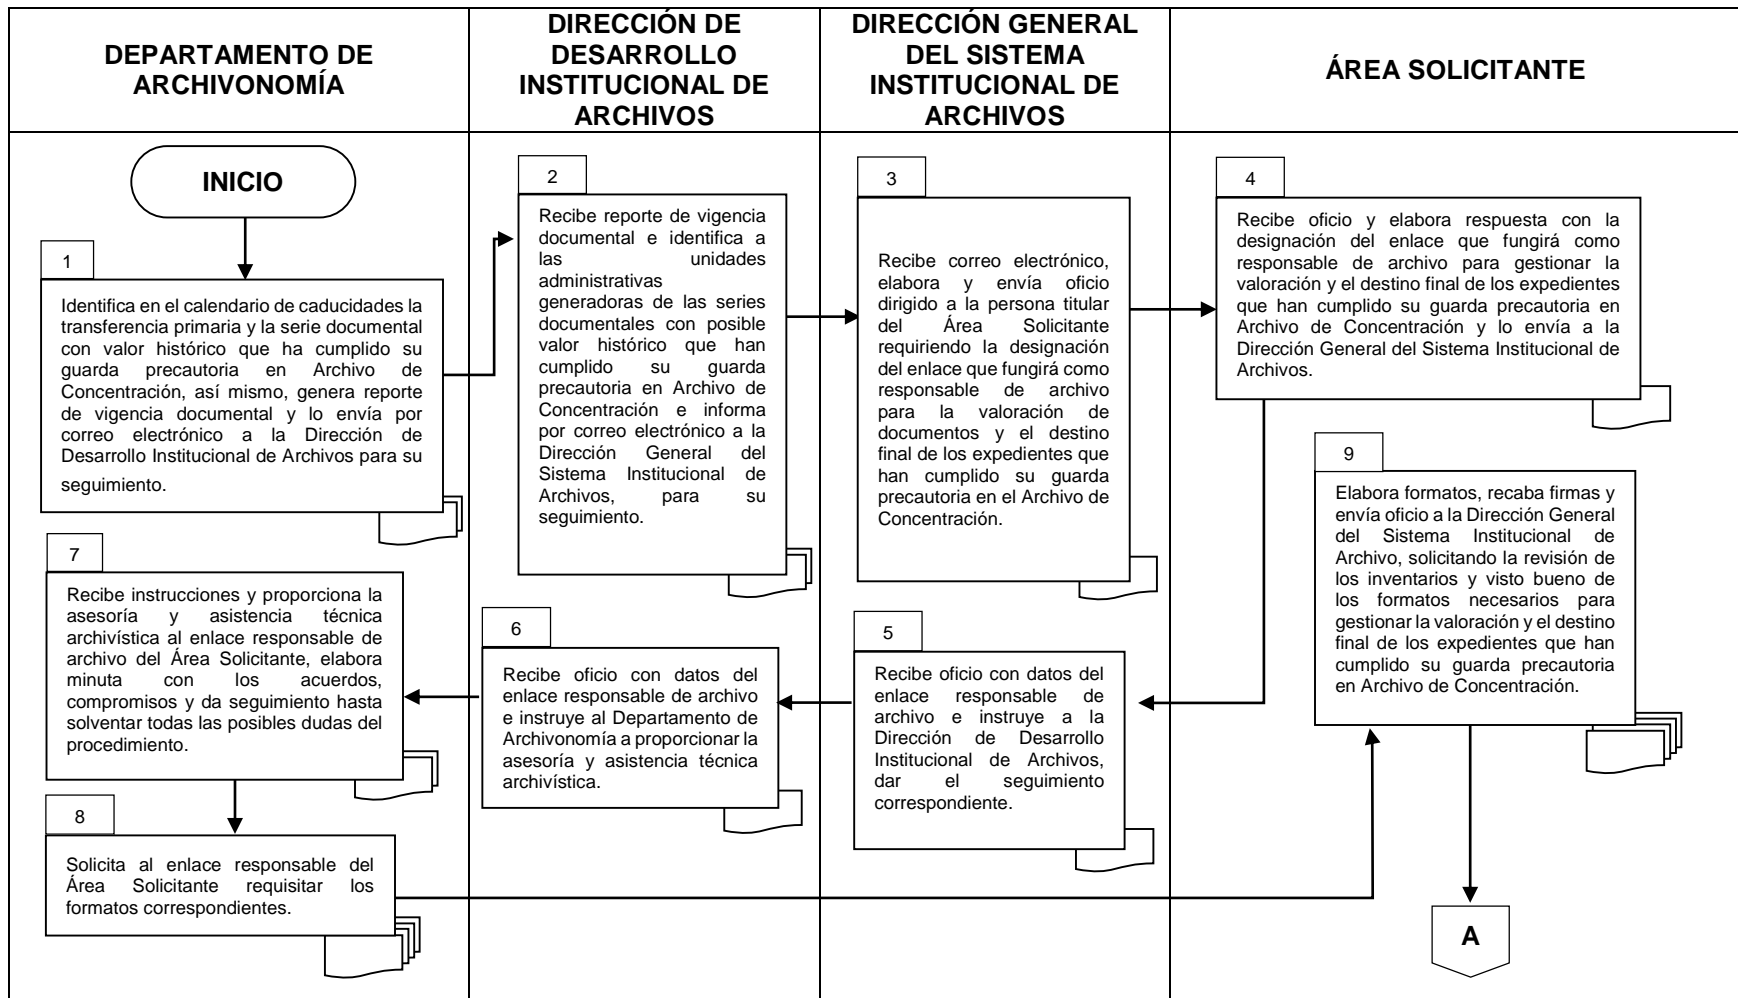 DEPARTAMENTO DE
ARCHIVONOMÍA
DIRECCIÓN DE
DESARROLLO
INSTITUCIONAL DE
ARCHIVOS
DIRECCIÓN GENERAL
DEL SISTEMA
INSTITUCIONAL DE
ARCHIVOS
ÁREA SOLICITANTE
INICIO
1
Identifica en el calendario de caducidades la
transferencia primaria y la serie documental
con valor histórico que ha cumplido su
guarda precautoria en Archivo de
Concentración, así mismo, genera reporte
de vigencia documental y lo envía por
correo electrónico a la Dirección de
Desarrollo Institucional de Archivos para su
seguimiento.
2
Recibe reporte de vigencia
documental e identifica a
las unidades
administrativas
generadoras de las series
documentales con posible
valor histórico que han
cumplido su guarda
precautoria en Archivo de
Concentración e informa
por correo electrónico a la
Dirección General del
Sistema Institucional de
Archivos, para su
seguimiento.
3
Recibe correo electrónico,
elabora y envía oficio
dirigido a la persona titular
del Área Solicitante
requiriendo la designación
del enlace que fungirá como
responsable de archivo
para la valoración de
documentos y el destino
final de los expedientes que
han cumplido su guarda
precautoria en el Archivo de
Concentración.
4
Recibe oficio y elabora respuesta con la
designación del enlace que fungirá como
responsable de archivo para gestionar la
valoración y el destino final de los expedientes
que han cumplido su guarda precautoria en
Archivo de Concentración y lo envía a la
Dirección General del Sistema Institucional de
Archivos.
5
Recibe oficio con datos del
enlace responsable de
archivo e instruye a la
Dirección de Desarrollo
Institucional de Archivos,
dar el seguimiento
correspondiente.
6
Recibe oficio con datos del
enlace responsable de archivo
e instruye al Departamento de
Archivonomía a proporcionar la
asesoría y asistencia técnica
archivística.
7
Recibe instrucciones y proporciona la
asesoría y asistencia técnica
archivística al enlace responsable de
archivo del Área Solicitante, elabora
minuta con los acuerdos,
compromisos y da seguimiento hasta
solventar todas las posibles dudas del
procedimiento.
8
Solicita al enlace responsable del
Área Solicitante requisitar los
formatos correspondientes.
9
Elabora formatos, recaba firmas y
envía oficio a la Dirección General
del Sistema Institucional de
Archivo, solicitando la revisión de
los inventarios y visto bueno de
los formatos necesarios para
gestionar la valoración y el destino
final de los expedientes que han
cumplido su guarda precautoria
en Archivo de Concentración.
A